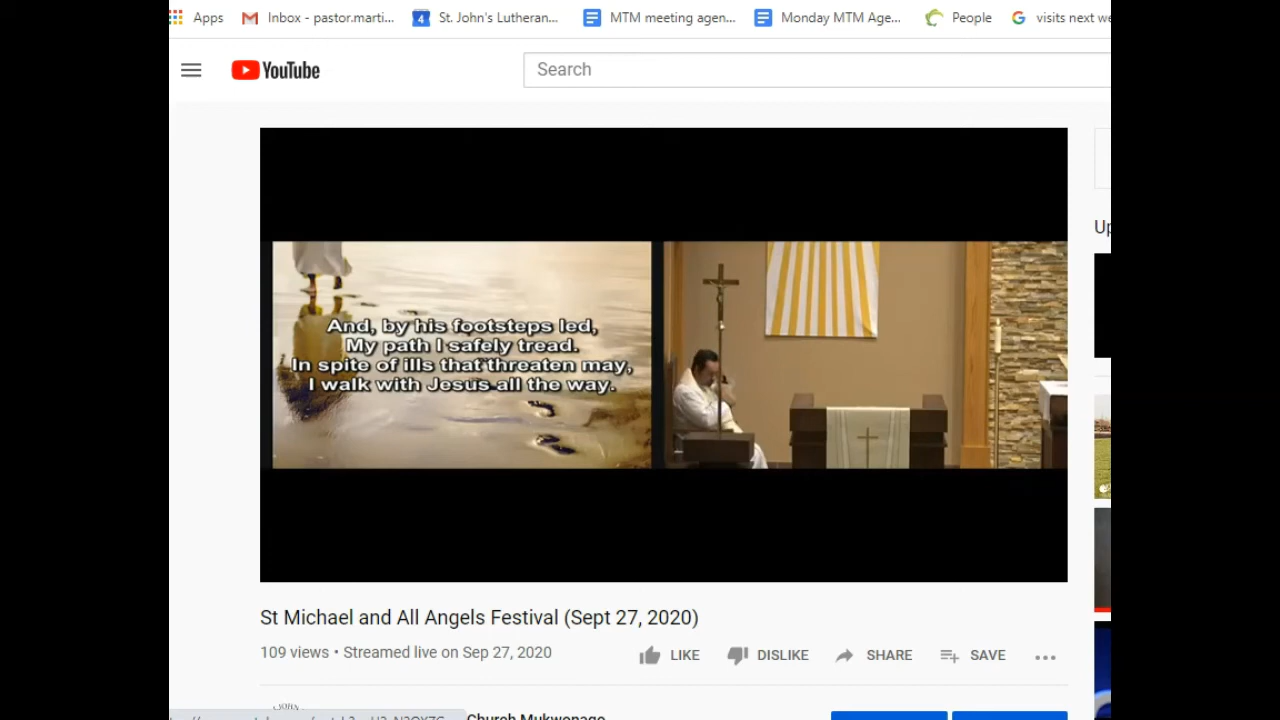 Apps
Inbox - pastor.marti...
St. John's Lutheran...
MTM meeting agen...
Monday MTM Age...
People
visits next we
YouTube
Search
Up
And, by his footsteps led,
My path I safely tread.
In spite of ills that threaten may,
I walk with Jesus all the way.
St Michael and All Angels Festival (Sept 27, 2020)
109 views • Streamed live on Sep 27, 2020
LIKE
DISLIKE
SHARE
SAVE
JOHN
Church Mukwonago